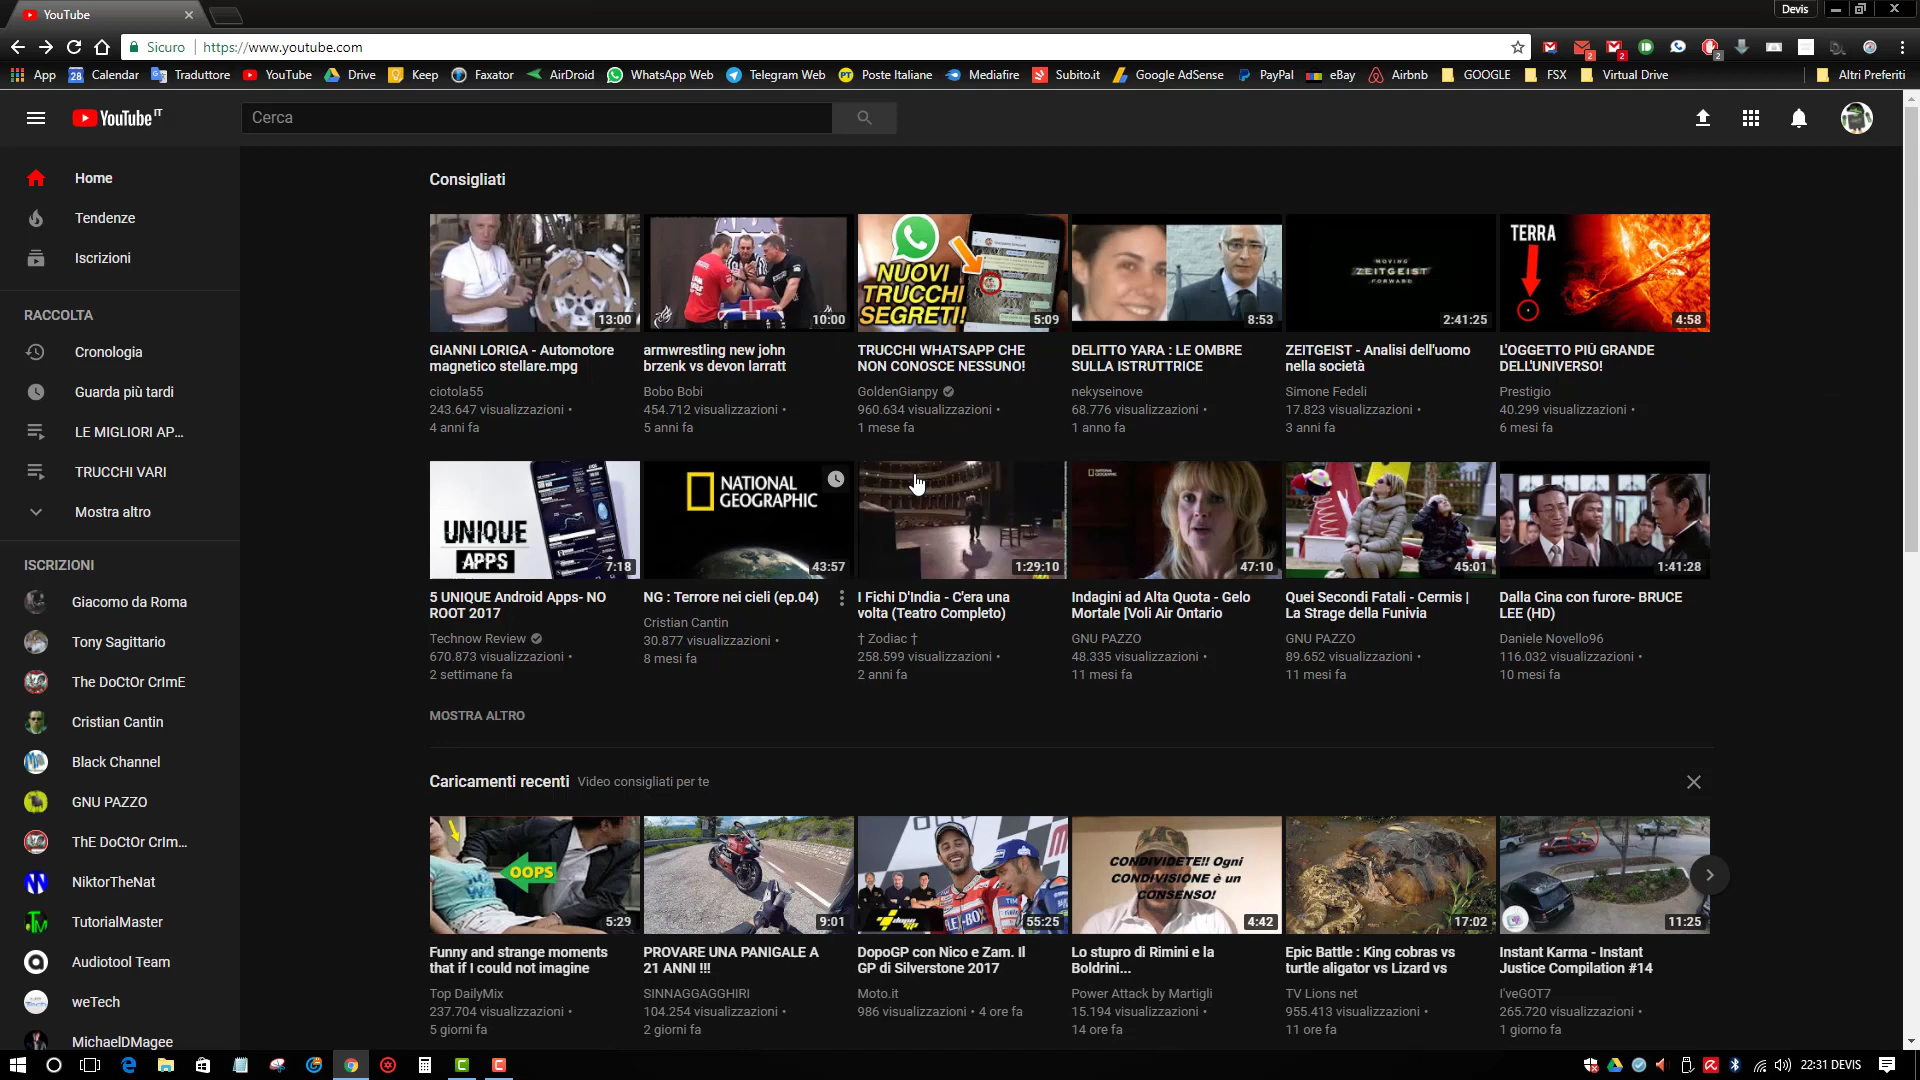 YouTube
Devis
Sicuro
https://www.youtube.com
2
2
2
App
28
Calendar
Traduttore
YouTube
Drive
Keep
Faxator
AirDroid
WhatsApp Web
Telegram Web
Poste Italiane
Mediafire
Subito.it
Google AdSense
PayPal
eBay
Airbnb
GOOGLE
FSX
Virtual Drive
Altri Preferiti
YouTube IT
Cerca
Home
Tendenze
Iscrizioni
RACCOLTA
Cronologia
Guarda più tardi
LE MIGLIORI AP...
TRUCCHI VARI
Mostra altro
ISCRIZIONI
Giacomo da Roma
Tony Sagittario
The DoCtOr CrImE
Cristian Cantin
Black Channel
GNU PAZZO
ThE DoCtOr CrIm...
NiktorTheNat
TutorialMaster
Audiotool Team
weTech
MichaelDMagee
Consigliati
13:00
10:00
NUOVI
TRUCCHI
SEGRETI!
5:09
8:53
MOVING
ZEITGEIST
FORWARD
2:41:25
TERRA
4:58
GIANNI LORIGA - Automotore
magnetico stellare.mpg
ciotola55
243.647 visualizzazioni •
4 anni fa
armwrestling new john
brzenk vs devon larratt
Bobo Bobi
454.712 visualizzazioni •
5 anni fa
TRUCCHI WHATSAPP CHE
NON CONOSCE NESSUNO!
GoldenGianpy
960.634 visualizzazioni •
1 mese fa
DELITTO YARA : LE OMBRE
SULLA ISTRUTTRICE
nekyseinove
68.776 visualizzazioni •
1 anno fa
ZEITGEIST - Analisi dell'uomo
nella società
Simone Fedeli
17.823 visualizzazioni •
3 anni fa
L'OGGETTO PIÙ GRANDE
DELL'UNIVERSO!
Prestigio
40.299 visualizzazioni •
6 mesi fa
UNIQUE
APPS
7:18
NATIONAL
GEOGRAPHIC
43:57
1:29:10
47:10
45:01
1:41:28
5 UNIQUE Android Apps- NO
ROOT 2017
Technow Review
670.873 visualizzazioni •
2 settimane fa
NG : Terrore nei cieli (ep.04)
Cristian Cantin
30.877 visualizzazioni •
8 mesi fa
I Fichi D'India - C'era una
volta (Teatro Completo)
† Zodiac †
258.599 visualizzazioni •
2 anni fa
Indagini ad Alta Quota - Gelo
Mortale [Voli Air Ontario
GNU PAZZO
48.335 visualizzazioni •
11 mesi fa
Quei Secondi Fatali - Cermis |
La Strage della Funivia
GNU PAZZO
89.652 visualizzazioni •
11 mesi fa
Dalla Cina con furore- BRUCE
LEE (HD)
Daniele Novello96
116.032 visualizzazioni •
10 mesi fa
MOSTRA ALTRO
Caricamenti recenti Video consigliati per te
OOPS
5:29
9:01
55:25
CONDIVIDETE!! Ogni
CONDIVISIONE è un
CONSENSO!
4:42
17:02
11:25
Funny and strange moments
that if I could not imagine
Top DailyMix
237.704 visualizzazioni •
5 giorni fa
PROVARE UNA PANIGALE A
21 ANNI !!!
SINNAGGAGGHIRI
104.254 visualizzazioni •
2 giorni fa
DopoGP con Nico e Zam. Il
GP di Silverstone 2017
Moto.it
986 visualizzazioni • 4 ore fa
Lo stupro di Rimini e la
Boldrini...
Power Attack by Martigli
15.194 visualizzazioni •
14 ore fa
Epic Battle : King cobras vs
turtle aligator vs Lizard vs
TV Lions net
955.413 visualizzazioni •
11 ore fa
Instant Karma - Instant
Justice Compilation #14
I'veGOT7
265.720 visualizzazioni •
1 giorno fa
22:31 DEVIS